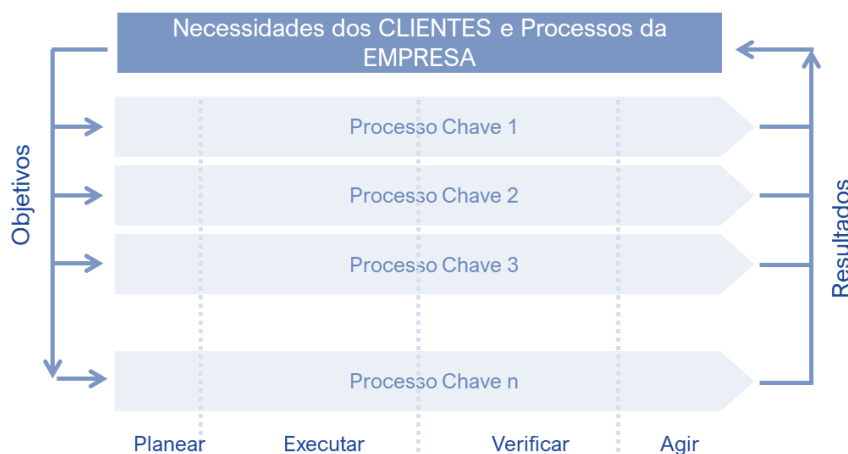 Necessidades dos CLIENTES e Processos da
EMPRESA
Objetivos
Processo Chave 1
Processo Chave 2
Processo Chave 3
Processo Chave n
Resultados
Planear
Executar
Verificar
Agir